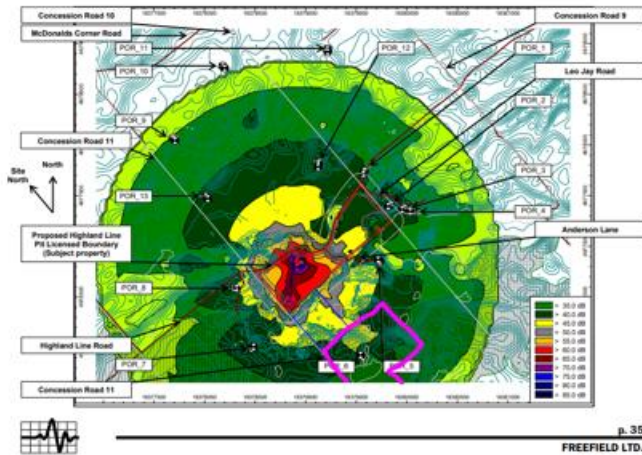 Concession Road 10
McDonalds Corner Road
POR_11
POR_10
POR_12
Concession Road 9
POR_1
Leo Jay Road
POR_2
POR_9
Concession Road 11
POR_3
Site
North
North
POR_13
POR_4
Proposed Highland Line
Pit Licensed Boundary
(Subject property)
Anderson Lane
POR_8
Highland Line Road
POR_7
POR_6
POR_5
Concession Road 11
> 35.0 dB
> 40.0 dB
> 45.0 dB
> 50.0 dB
> 55.0 dB
> 60.0 dB
> 65.0 dB
> 70.0 dB
> 75.0 dB
> 80.0 dB
> 85.0 dB
p. 35
FREEFIELD LTD.